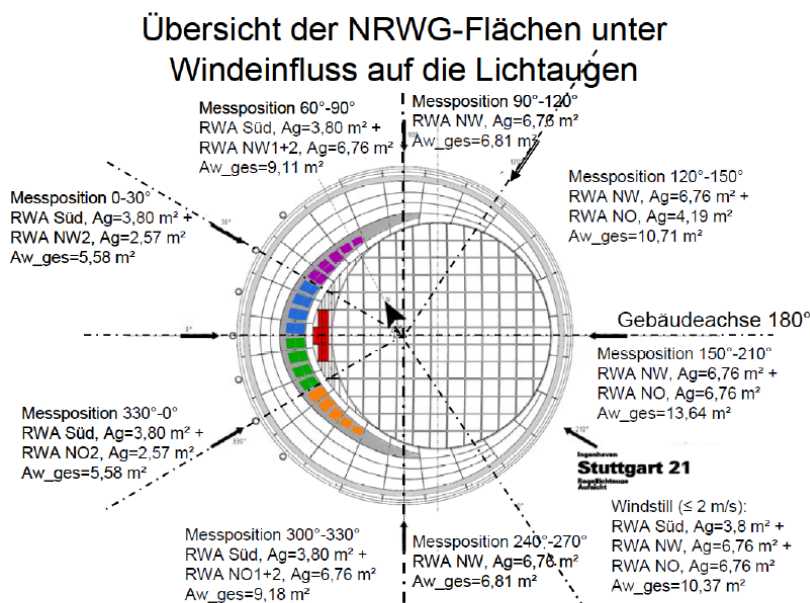 Übersicht der NRWG-Flächen unter
Windeinfluss auf die Lichtaugen
Messposition 60°-90°
RWA Süd, Ag=3,80 m² +
RWA NW1+2, Ag=6,76 m²
Aw_ges=9,11 m²
Messposition 90°-120°
RWA NW, Ag=6,76 m²
Aw_ges=6,81 m²
Messposition 0-30°
RWA Süd, Ag=3,80 m² +
RWA NW2, Ag=2,57 m²
Aw_ges=5,58 m²
Messposition 120°-150°
RWA NW, Ag=6,76 m² +
RWA NO, Ag=4,19 m²
Aw_ges=10,71 m²
Gebäudeachse 180°
Messposition 150°-210°
RWA NW, Ag=6,76 m² +
RWA NO, Ag=6,76 m²
Aw_ges=13,64 m²
Messposition 330°-0°
RWA Süd, Ag=3,80 m² +
RWA NO2, Ag=2,57 m²
Aw_ges=5,58 m²
330°
210°
Ingenhoven
Stuttgart 21
Regellichtauge
Aufsicht
Messposition 300°-330°
RWA Süd, Ag=3,80 m² +
RWA NO1+2, Ag=6,76 m²
Aw_ges=9,18 m²
Messposition 240°-270°
RWA NW, Ag=6,76 m²
Aw_ges=6,81 m²
Windstill (≤ 2 m/s):
RWA Süd, Ag=3,8 m² +
RWA NW, Ag=6,76 m² +
RWA NO, Ag=6,76 m²
Aw_ges=10,37 m²